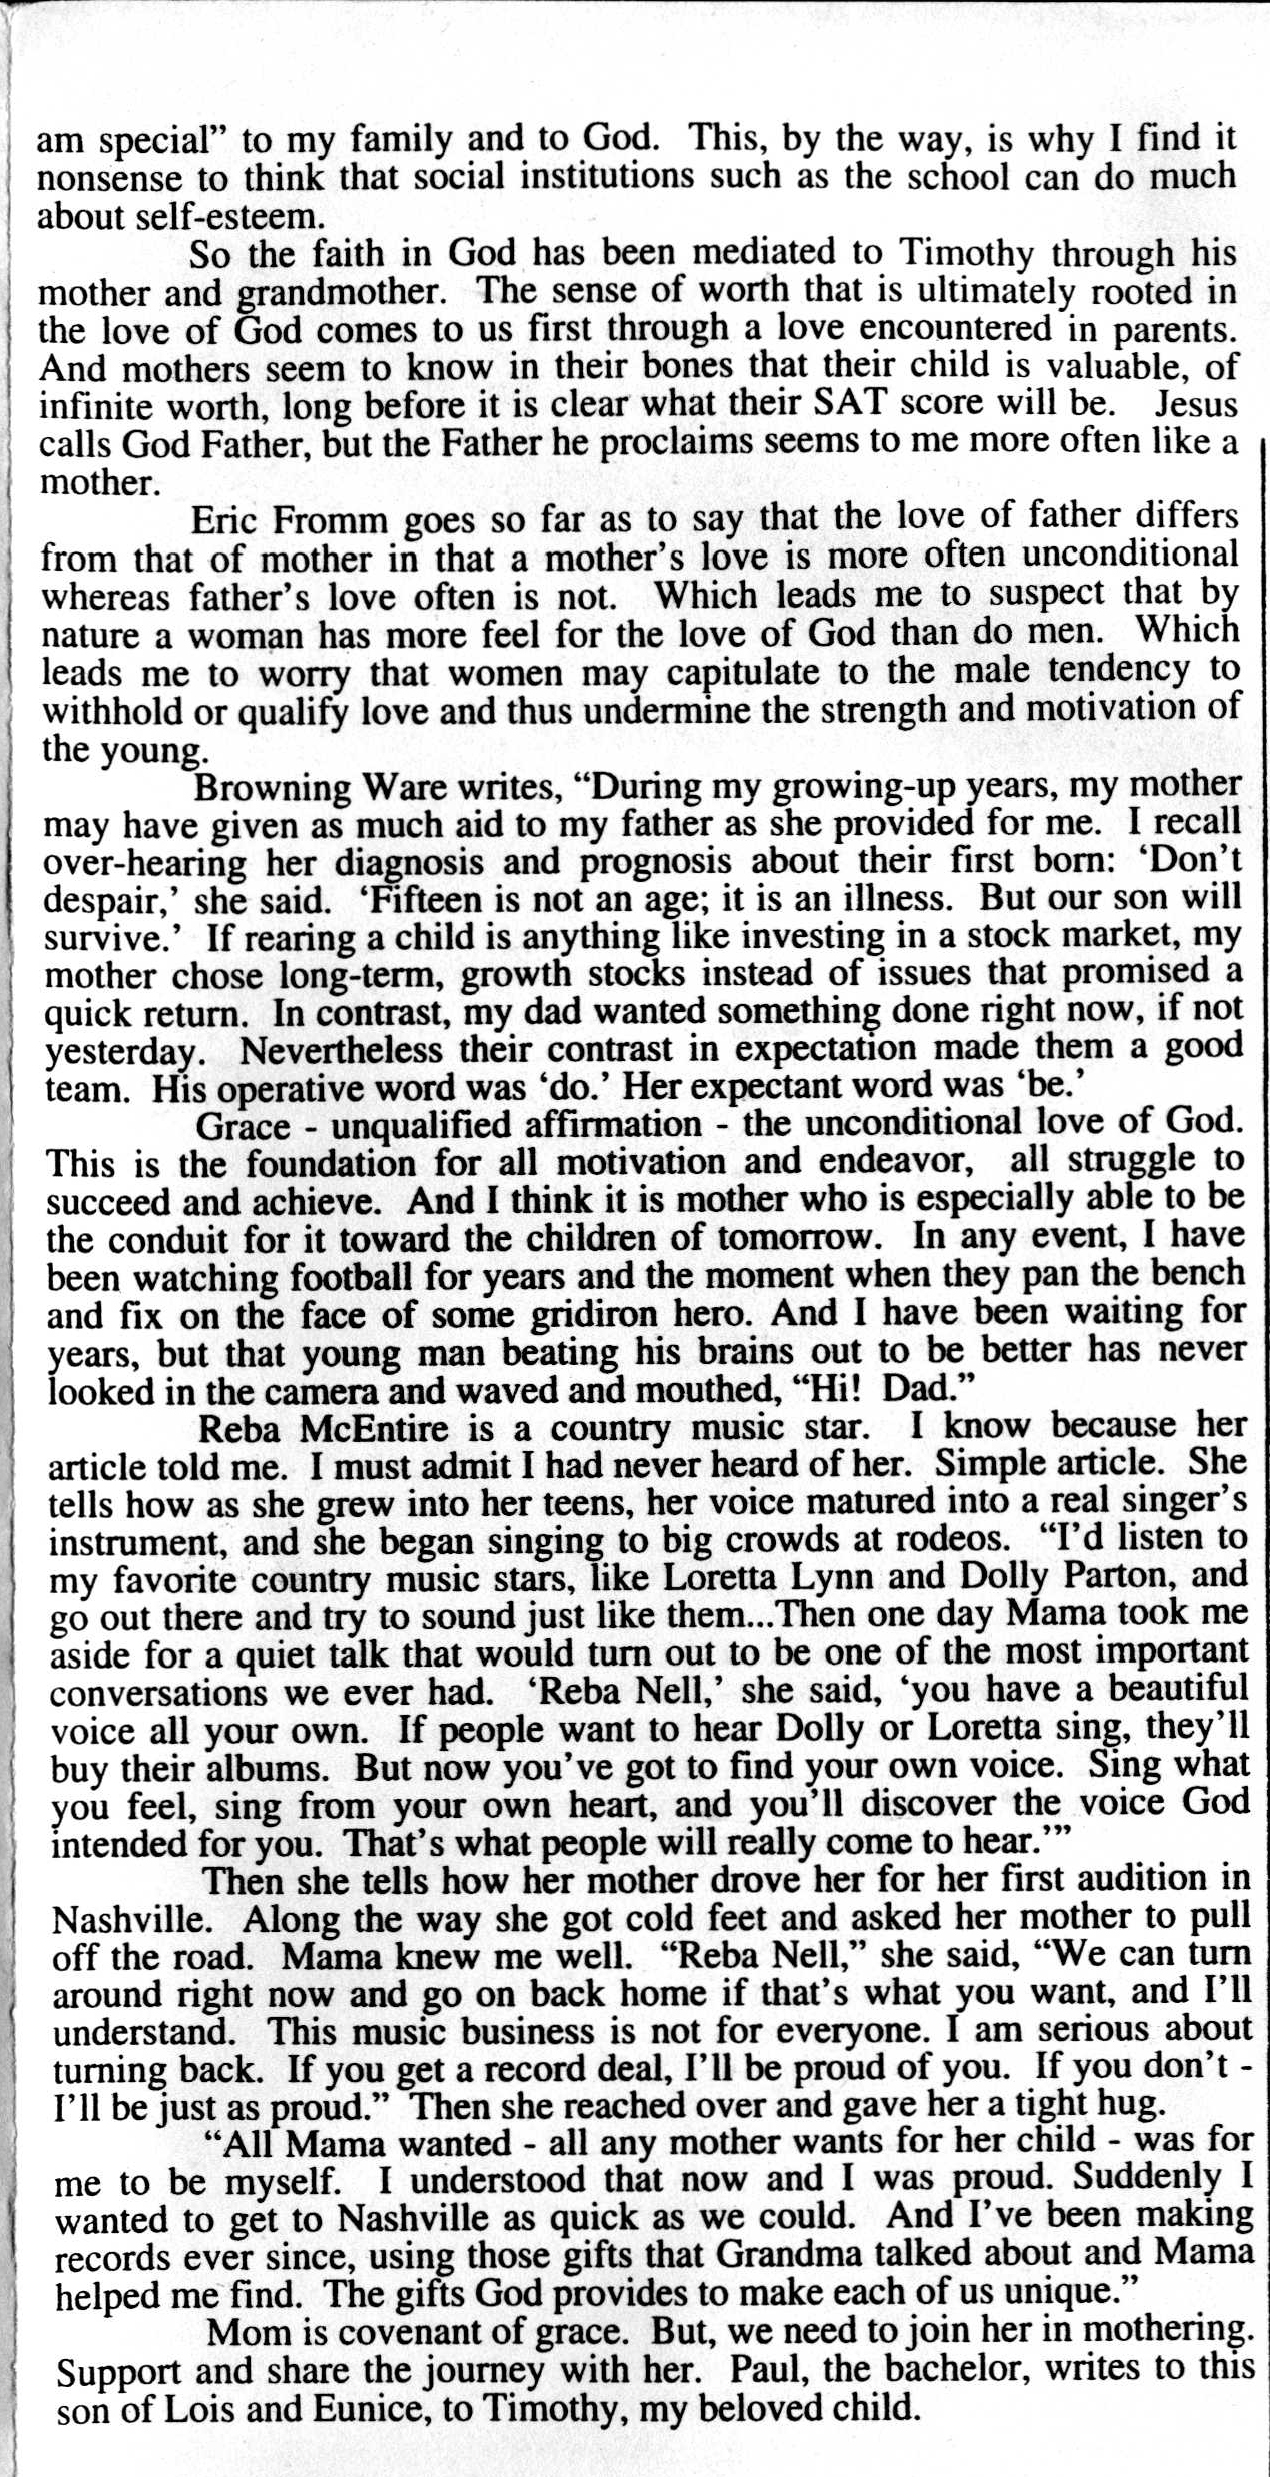 am special” to my family and to God. This, by the way, is why I find it
nonsense to think that social institutions such as the school can do much
about self-esteem.
So the faith in God has been mediated to Timothy through his
mother and grandmother. The sense of worth that is ultimately rooted in
the love of God comes to us first through a love encountered in parents.
And mothers seem to know in their bones that their child is valuable, of
infinite worth, long before it is clear what their SAT score will be. Jesus
calls God Father, but the Father he proclaims seems to me more often like a
mother.
Eric Fromm goes so far as to say that the love of father differs
from that of mother in that a mother’s love is more often unconditional
whereas father’s love often is not. Which leads me to suspect that by
nature a woman has more feel for the love of God than do men. Which
leads me to worry that women may capitulate to the male tendency to
withhold or qualify love and thus undermine the strength and motivation of
the young.
Browning Ware writes, “During my growing-up years, my mother
may have given as much aid to my father as she provided for me. I recall
over-hearing her diagnosis and prognosis about their first born: ‘Don’t
despair,’ she said. ‘Fifteen is not an age; it is an illness. But our son will
survive.’ If rearing a child is anything like investing in a stock market, my
mother chose long-term, growth stocks instead of issues that promised a
quick return. In contrast, my dad wanted something done right now, if not
yesterday. Nevertheless their contrast in expectation made them a good
team. His operative word was ‘do.’ Her expectant word was ‘be.’
Grace - unqualified affirmation - the unconditional love of God.
This is the foundation for all motivation and endeavor, all struggle to
succeed and achieve. And I think it is mother who is especially able to be
the conduit for it toward the children of tomorrow. In any event, I have
been watching football for years and the moment when they pan the bench
and fix on the face of some gridiron hero. And I have been waiting for
years, but that young man beating his brains out to be better has never
looked in the camera and waved and mouthed, “Hi! Dad.”
Reba McEntire is a country music star. I know because her
article told me. I must admit I had never heard of her. Simple article. She
tells how as she grew into her teens, her voice matured into a real singer’s
instrument, and she began singing to big crowds at rodeos. “I’d listen to
my favorite country music stars, like Loretta Lynn and Dolly Parton, and
go out there and try to sound just like them...Then one day Mama took me
aside for a quiet talk that would turn out to be one of the most important
conversations we ever had. ‘Reba Nell,’ she said, ‘you have a beautiful
voice all your own. If people want to hear Dolly or Loretta sing, they’ll
buy their albums. But now you’ve got to find your own voice. Sing what
you feel, sing from your own heart, and you’ll discover the voice God
intended for you. That’s what people will really come to hear.’”
Then she tells how her mother drove her for her first audition in
Nashville. Along the way she got cold feet and asked her mother to pull
off the road. Mama knew me well. “Reba Nell,” she said, “We can turn
around right now and go on back home if that’s what you want, and I’ll
understand. This music business is not for everyone. I am serious about
turning back. If you get a record deal, I’ll be proud of you. If you don’t -
I’ll be just as proud.” Then she reached over and gave her a tight hug.
“All Mama wanted - all any mother wants for her child - was for
me to be myself. I understood that now and I was proud. Suddenly I
wanted to get to Nashville as quick as we could. And I’ve been making
records ever since, using those gifts that Grandma talked about and Mama
helped me find. The gifts God provides to make each of us unique.”
Mom is covenant of grace. But, we need to join her in mothering.
Support and share the journey with her. Paul, the bachelor, writes to this
son of Lois and Eunice, to Timothy, my beloved child.